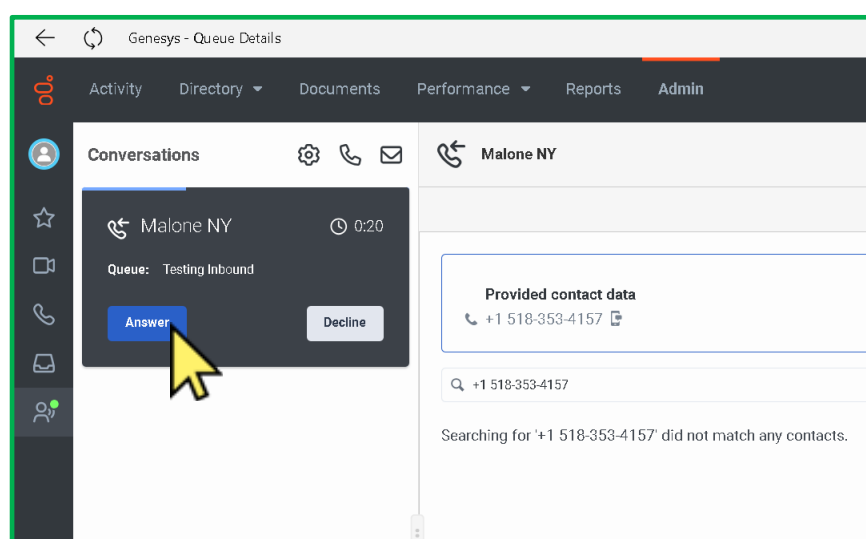 Genesys - Queue Details
Activity Directory Documents Performance Reports Admin
Conversations
Malone NY
Malone NY 0:20
Queue: Testing Inbound
Answer Decline
Provided contact data
+1 518-353-4157
+1 518-353-4157
Searching for '+1 518-353-4157' did not match any contacts.